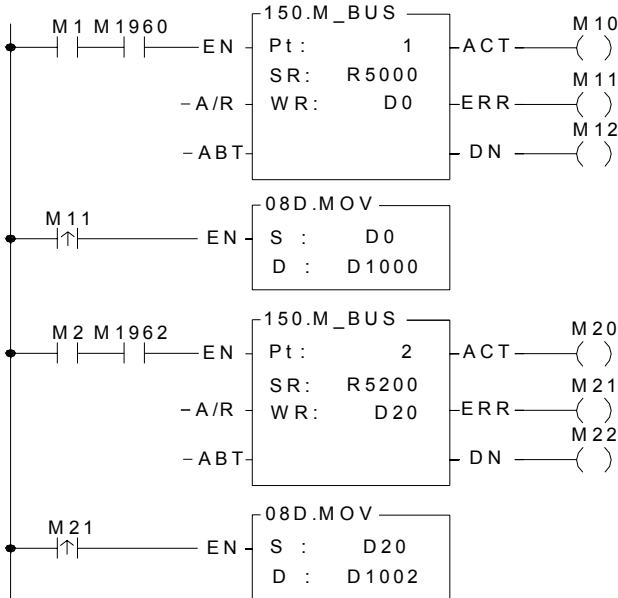 150.M_BUS
M10
M1 M1960
EN Pt: 1 ACT ( )
M11
SR: R5000
A/R WR: D0 ERR ( )
M12
ABT DN ( )
08D.MOV
M11
EN S : D0
D : D1000
150.M_BUS
M20
M2 M1962
EN Pt: 2 ACT ( )
M21
SR: R5200
A/R WR: D20 ERR ( )
M22
ABT DN ( )
08D.MOV
M21
EN S : D20
D : D1002